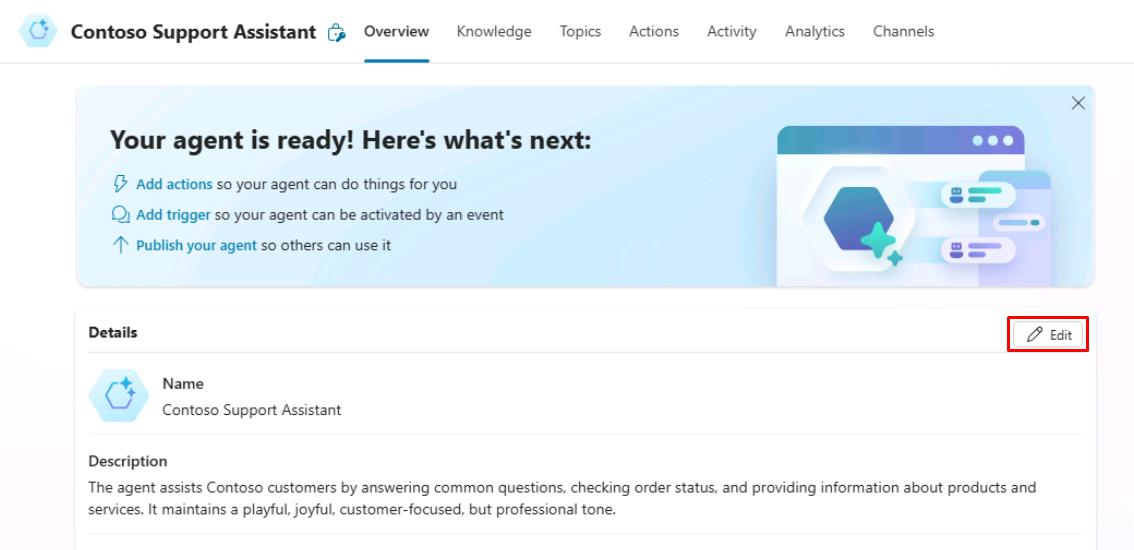 Contoso Support Assistant Overview Knowledge Topics Actions Activity Analytics Channels
Your agent is ready! Here's what's next:
Add actions so your agent can do things for you
Add trigger so your agent can be activated by an event
Publish your agent so others can use it
Details Edit
Name
Contoso Support Assistant
Description
The agent assists Contoso customers by answering common questions, checking order status, and providing information about products and
services. It maintains a playful, joyful, customer-focused, but professional tone.